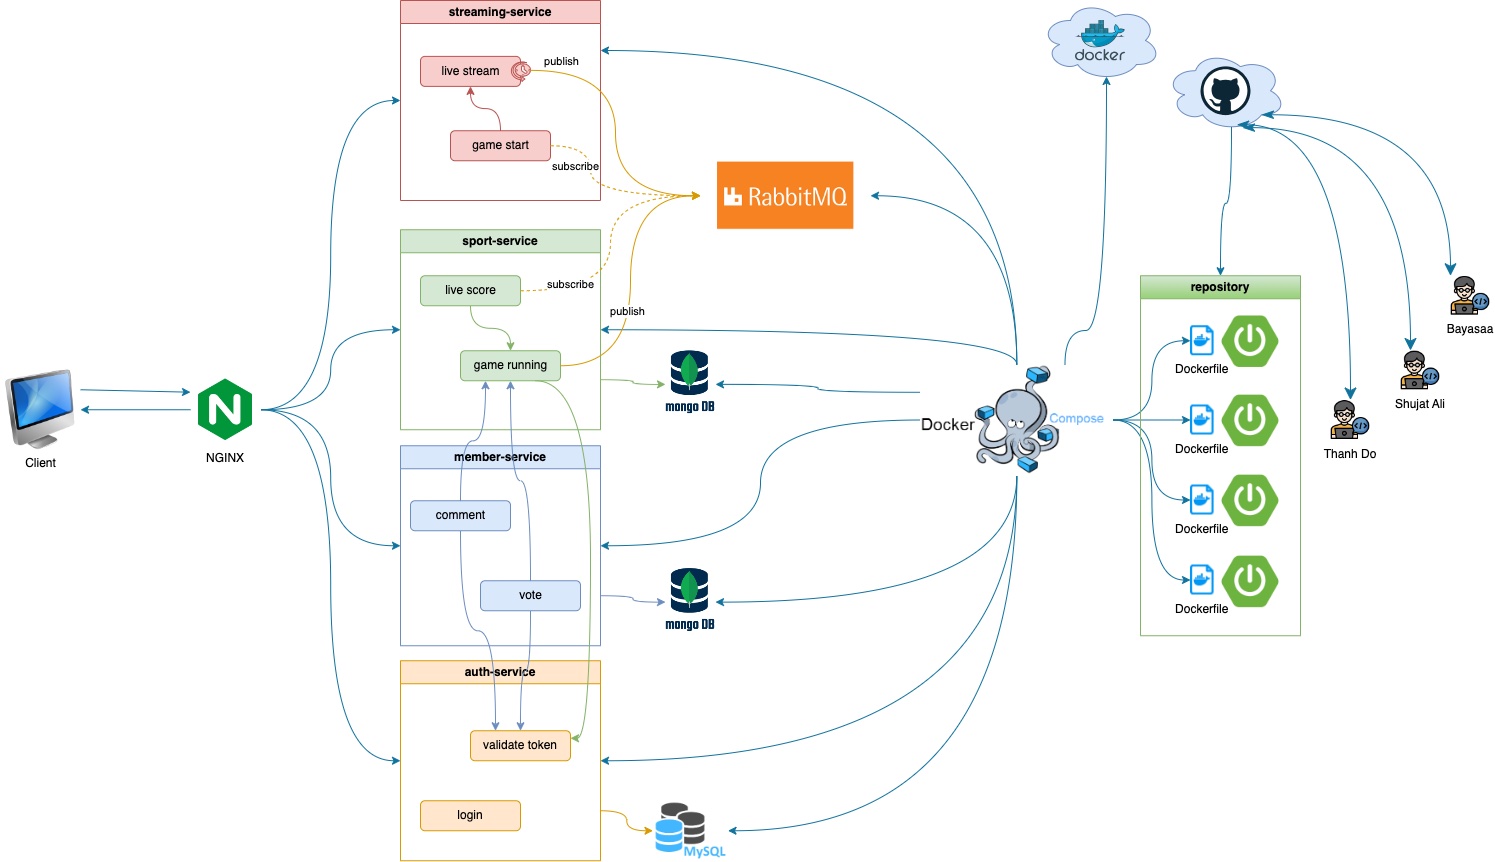 streaming-service
live stream
publish
game start
subscribe
docker
RabbitMQ
sport-service
live score
subscribe
publish
game running
mongo DB
repository
Dockerfile
Dockerfile
Dockerfile
Dockerfile
Bayasaa
Shujat Ali
Thanh Do
Client
N
NGINX
Docker
Compose
member-service
comment
vote
mongo DB
auth-service
validate token
login
MySQL